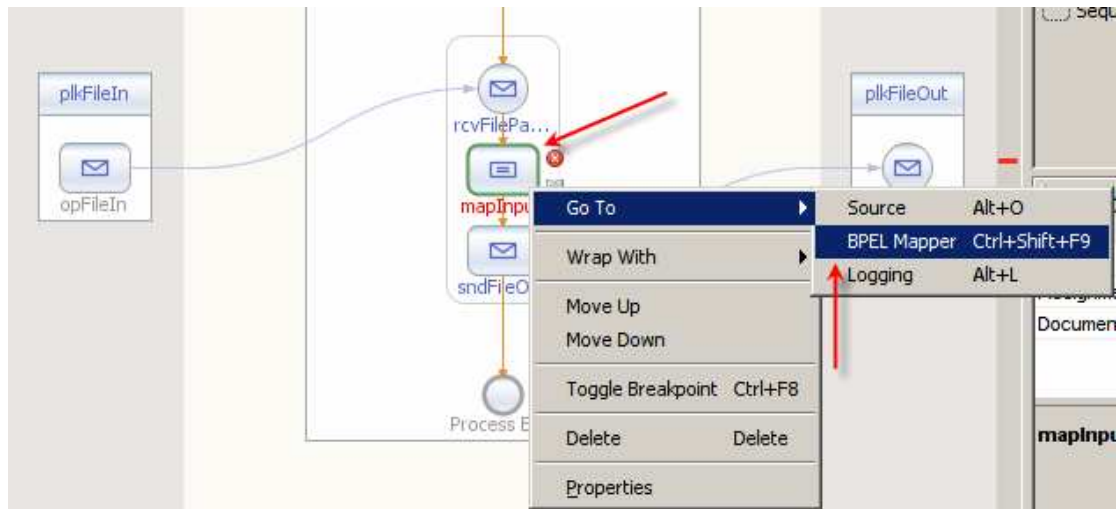 Sequ
plkFileIn
opFileIn
rcvFilePa...
mapInpu
sndFileO
Process
plkFileOut
Go To
Wrap With
Move Up
Move Down
Toggle Breakpoint Ctrl+F8
Delete Delete
Properties
Source Alt+O
BPEL Mapper Ctrl+Shift+F9
Logging Alt+L
Documen
mapInpu